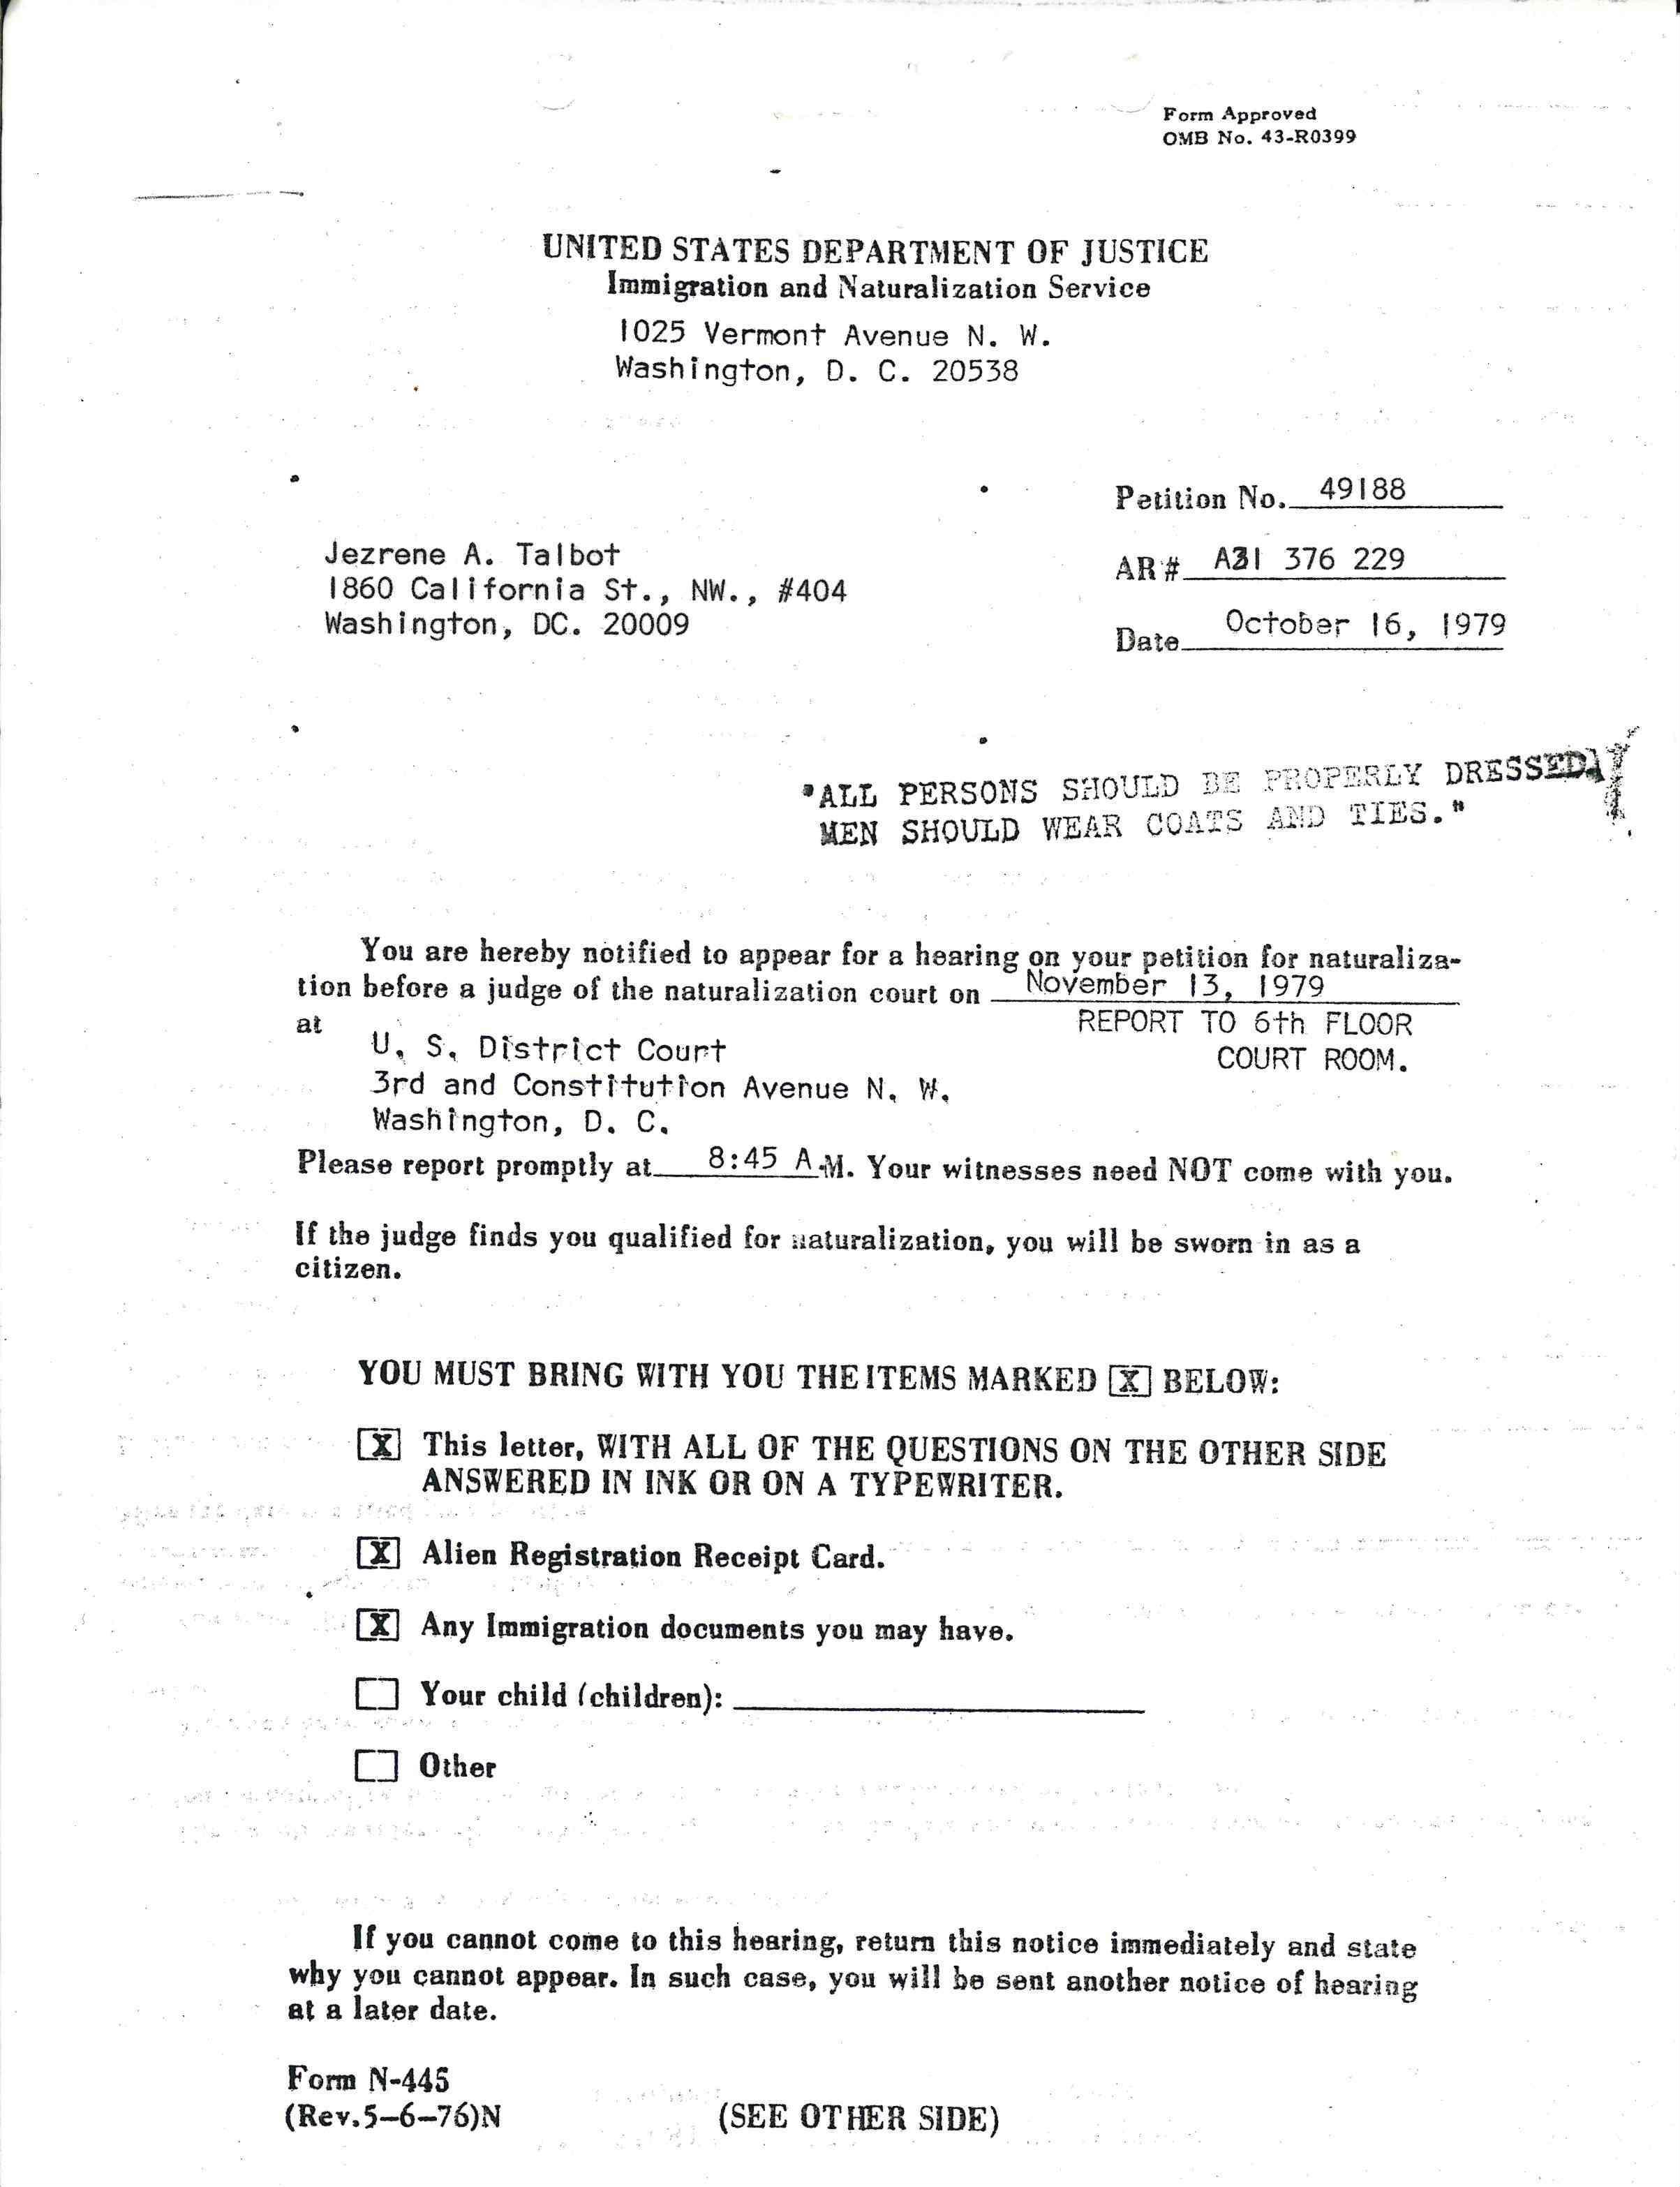 Form Approved
OMB No. 43-R0399
UNITED STATES DEPARTMENT OF JUSTICE
Immigration and Naturalization Service
1025 Vermont Avenue N. W.
Washington, D. C. 20538
Petition No. 49188
Jezrene A. Talbot
1860 California St., NW., #404
Washington, DC. 20009
AR# A31 376 229
Date October 16, 1979
"ALL PERSONS SHOULD BE PROPERLY DRESSED
MEN SHOULD WEAR COATS AND TIES."
You are hereby notified to appear for a hearing on your petition for naturaliza-
tion before a judge of the naturalization court on November 13, 1979
at
REPORT TO 6th FLOOR
COURT ROOM.
U. S. District Court
3rd and Constitution Avenue N. W.
Washington, D. C.
Please report promptly at 8:45 A.M. Your witnesses need NOT come with you.
If the judge finds you qualified for naturalization, you will be sworn in as a
citizen.
YOU MUST BRING WITH YOU THE ITEMS MARKED [X] BELOW:
[X] This letter, WITH ALL OF THE QUESTIONS ON THE OTHER SIDE
ANSWERED IN INK OR ON A TYPEWRITER.
[X] Alien Registration Receipt Card.
[X] Any Immigration documents you may have.
[ ] Your child (children):
[ ] Other
If you cannot come to this hearing, return this notice immediately and state
why you cannot appear. In such case, you will be sent another notice of hearing
at a later date.
Form N-445
(Rev.5-6-76)N
(SEE OTHER SIDE)